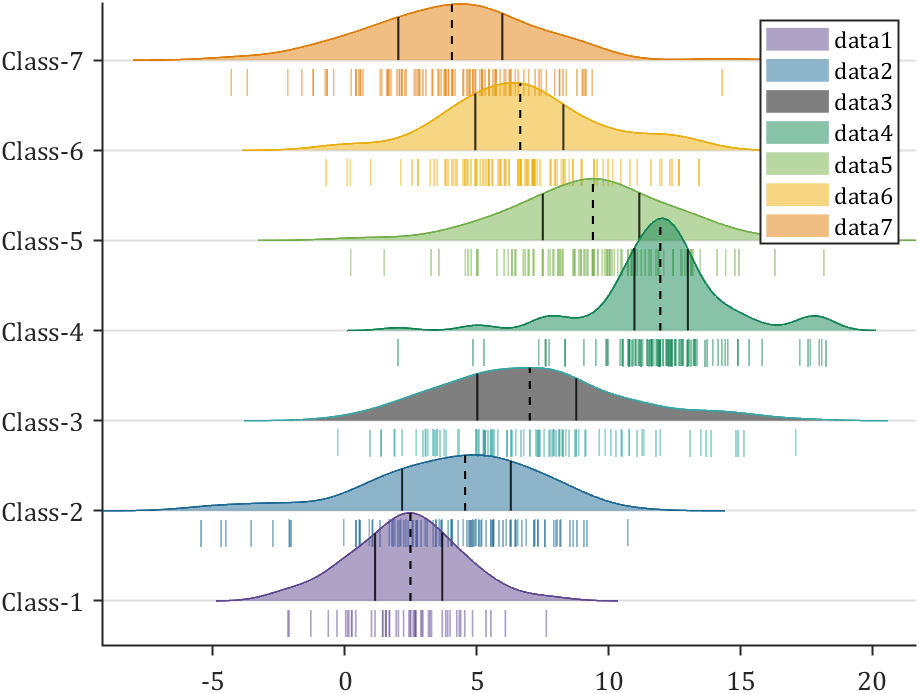 Class-7
Class-6
Class-5
Class-4
Class-3
Class-2
Class-1
-5 0 5 10 15 20
data1
data2
data3
data4
data5
data6
data7